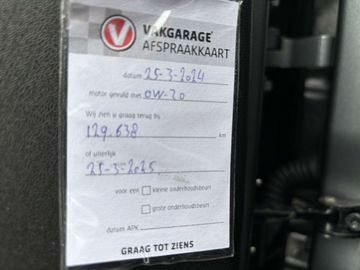 VAKGARAGE
AFSPRAAKKAART
datum 25-3-2024
motor gevuld met 0W-20
Wij zien u graag terug bij
129.638 km
of uiterlijk
25-3-2025
voor een kleine onderhoudsbeurt
grote onderhoudsbeurt
datum APK
GRAAG TOT ZIENS